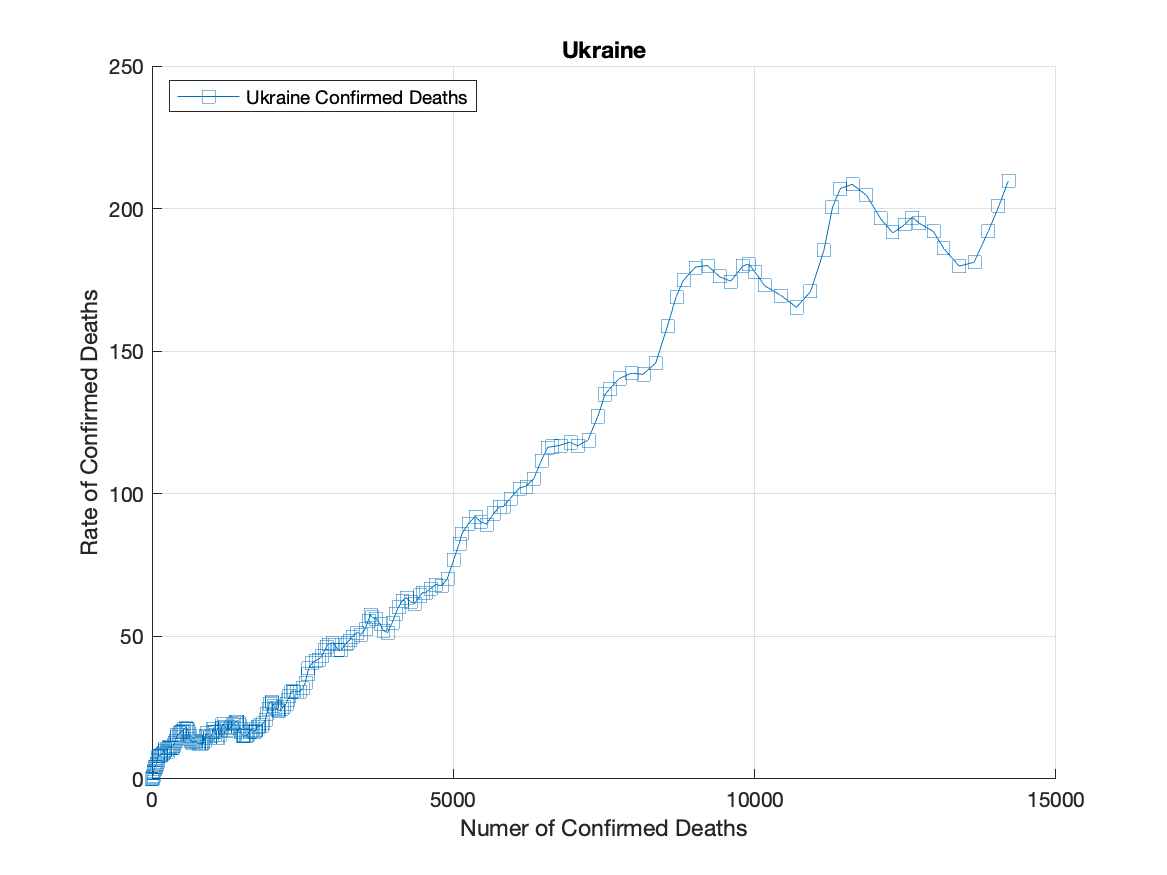 Ukraine
250
Ukraine Confirmed Deaths
200
150
100
50
0
Rate of Confirmed Deaths
0 5000 10000 15000
Numer of Confirmed Deaths